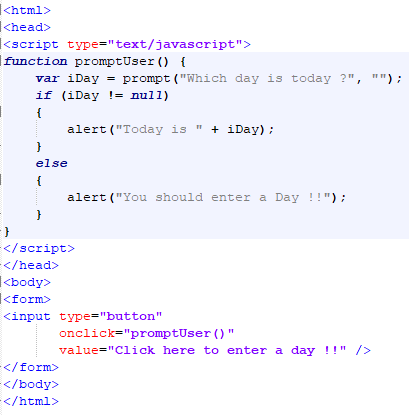 <html>
<head>
<script type="text/javascript">
function promptUser() {
    var iDay = prompt("Which day is today ?", "");
    if (iDay != null)
    {
        alert("Today is " + iDay);
    }
    else
    {
        alert("You should enter a Day !!");
    }
}
</script>
</head>
<body>
<form>
<input type="button"
       onclick="promptUser()"
       value="Click here to enter a day !!" />
</form>
</body>
</html>